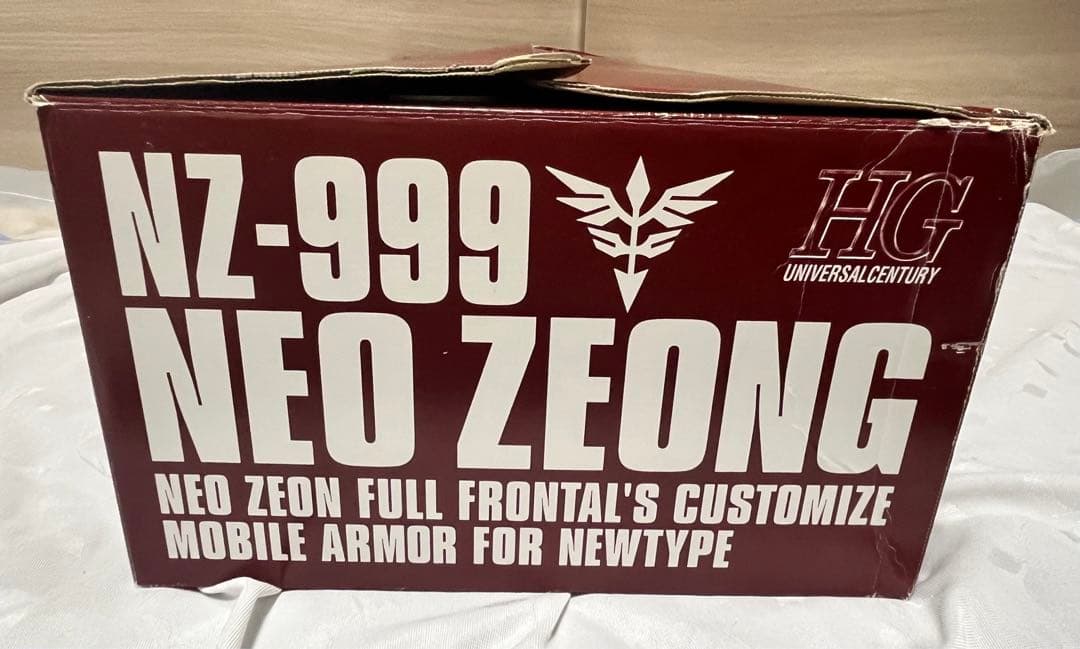 NZ-999
HG
UNIVERSALCENTURY
NEO ZEONG
NEO ZEON FULL FRONTAL'S CUSTOMIZE
MOBILE ARMOR FOR NEWTYPE